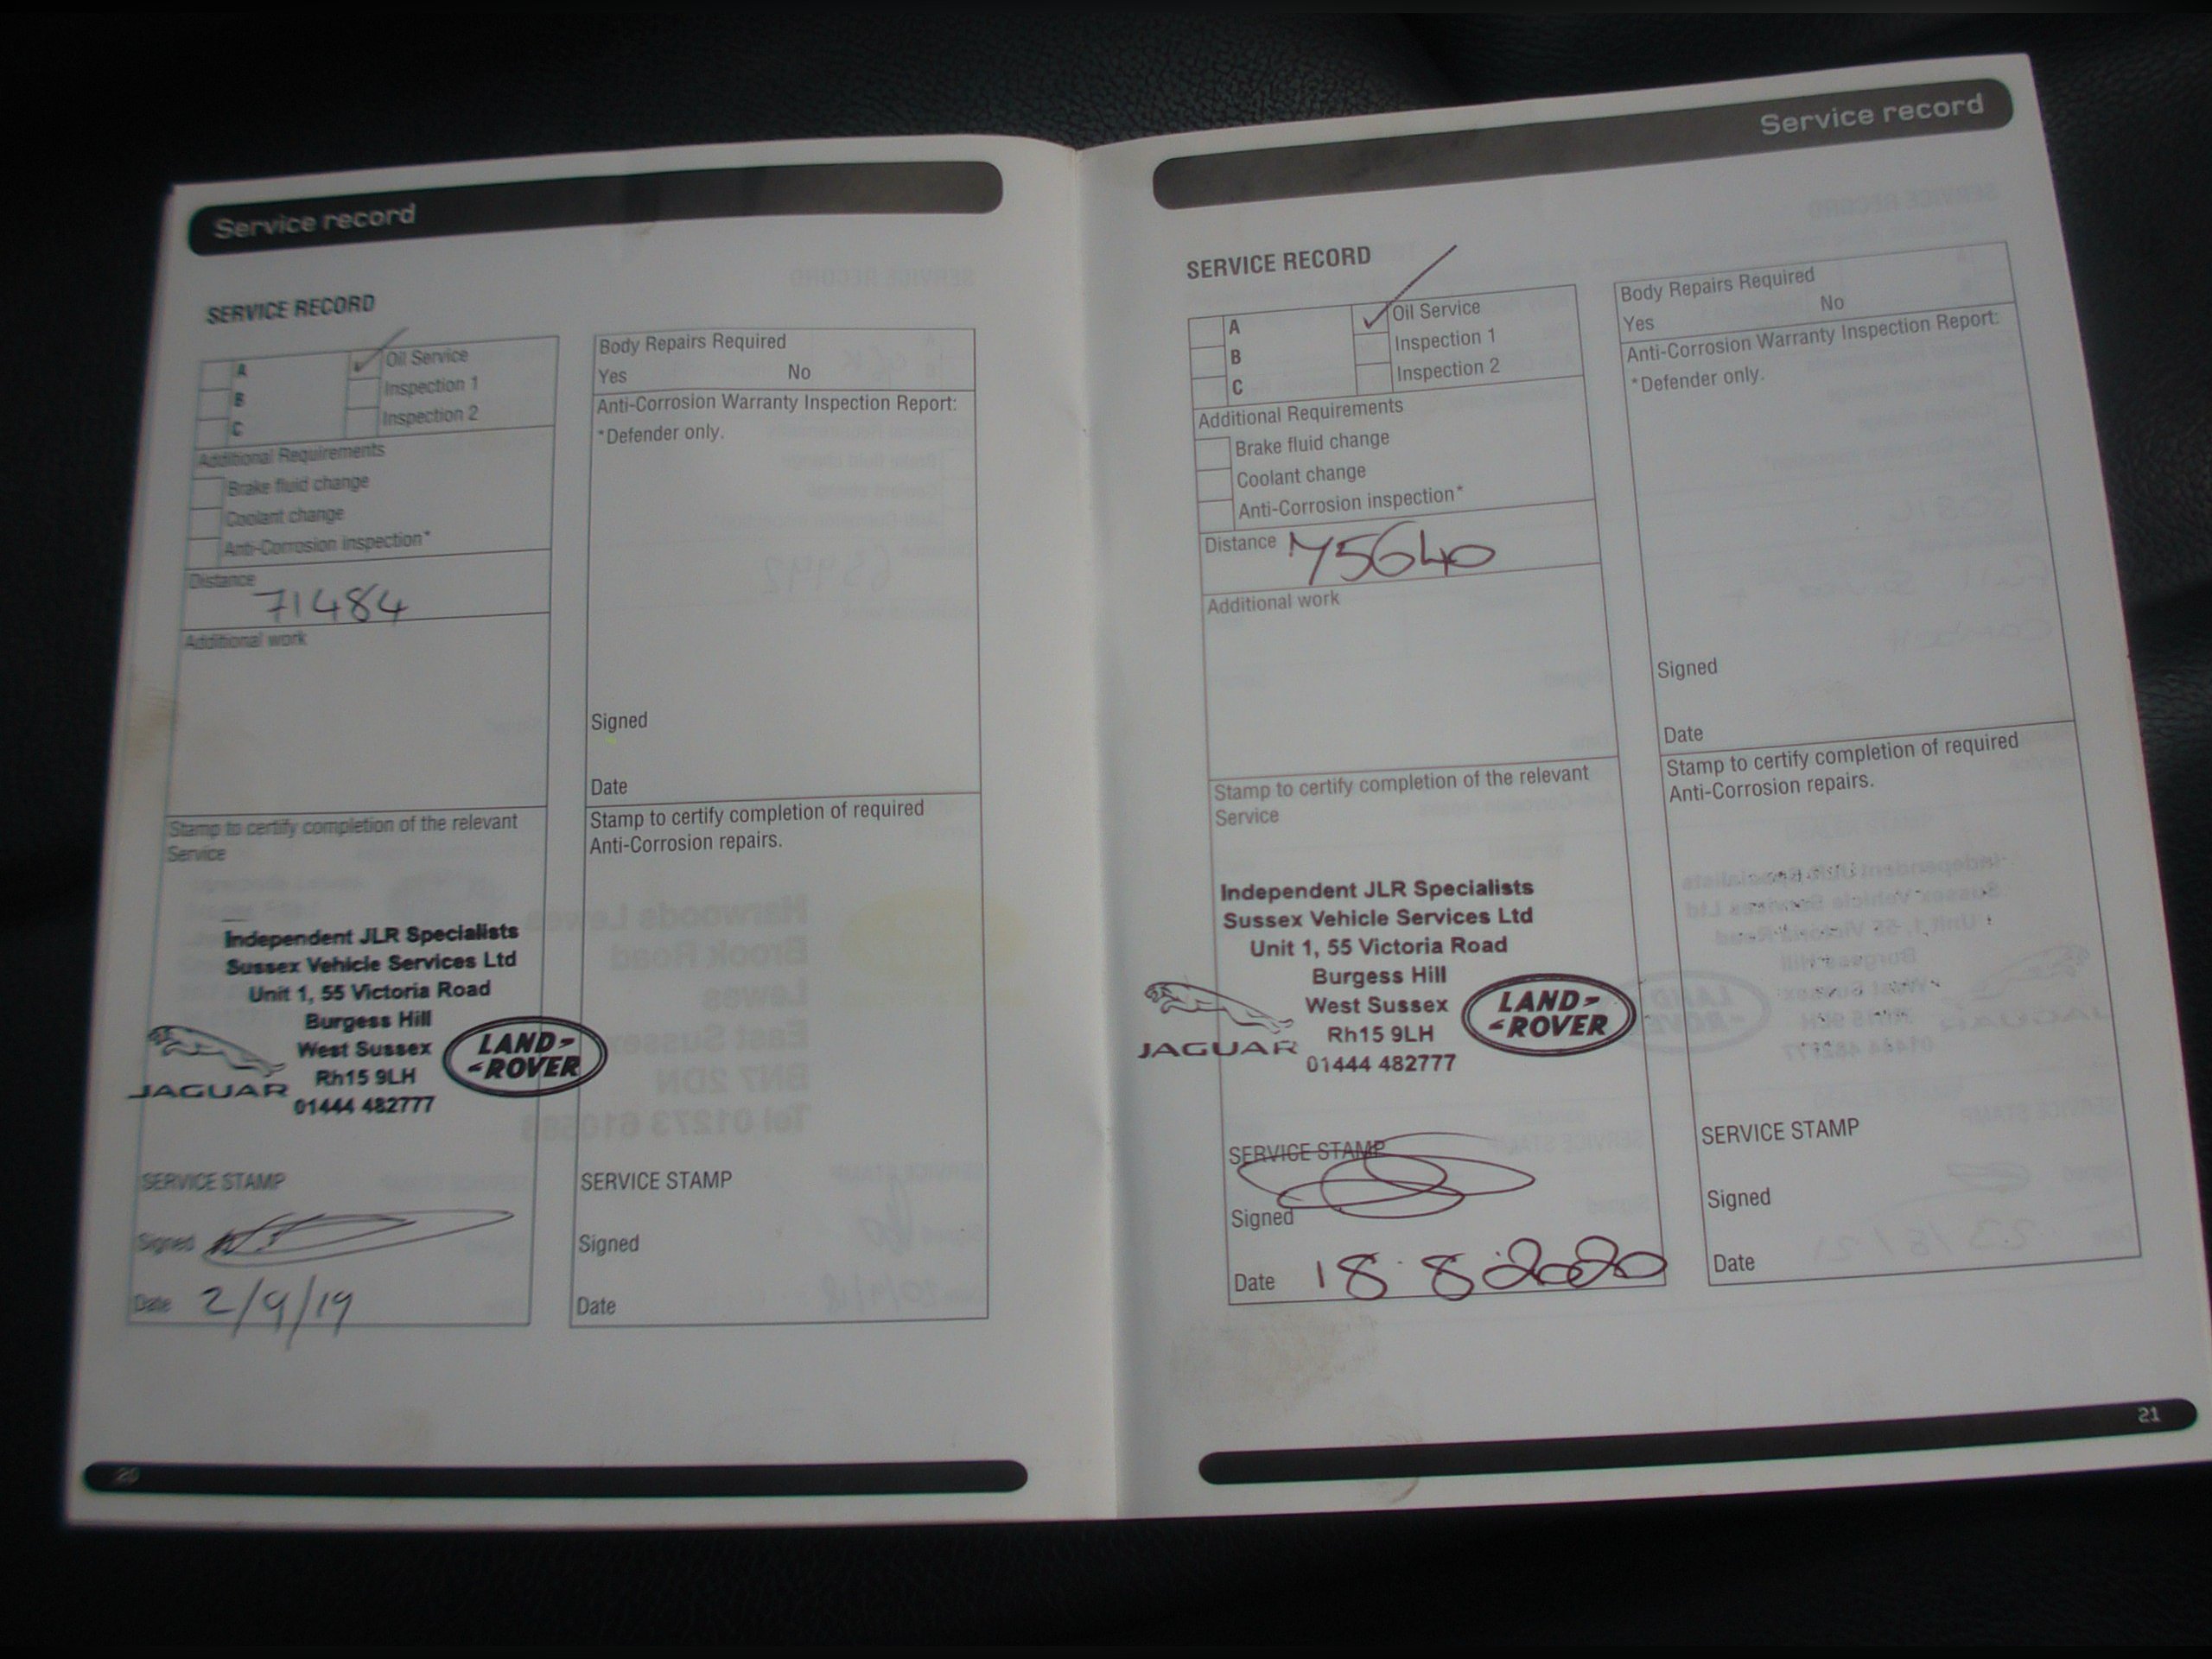 Service record
SERVICE RECORD
A
B
C
Oil Service
Inspection 1
Inspection 2
Additional Requirements
Brake fluid change
Coolant change
Anti-Corrosion inspection*
Distance
71484
Additional work
Stamp to certify completion of the relevant
Service
Independent JLR Specialists
Sussex Vehicle Services Ltd
Unit 1, 55 Victoria Road
Burgess Hill
West Sussex
Rh15 9LH
01444 482777
JAGUAR
LAND-
-ROVER
SERVICE STAMP
Signed
Date 2/9/19
Body Repairs Required
Yes No
Anti-Corrosion Warranty Inspection Report:
*Defender only.
Signed
Date
Stamp to certify completion of required
Anti-Corrosion repairs.
SERVICE STAMP
Signed
Date
20
Service record
SERVICE RECORD
A
B
C
Oil Service
Inspection 1
Inspection 2
Additional Requirements
Brake fluid change
Coolant change
Anti-Corrosion inspection*
Distance 75640
Additional work
Stamp to certify completion of the relevant
Service
Independent JLR Specialists
Sussex Vehicle Services Ltd
Unit 1, 55 Victoria Road
Burgess Hill
West Sussex
Rh15 9LH
01444 482777
JAGUAR
LAND-
-ROVER
SERVICE STAMP
Signed
Date 18.8.2020
Body Repairs Required
Yes No
Anti-Corrosion Warranty Inspection Report:
*Defender only.
Signed
Date
Stamp to certify completion of required
Anti-Corrosion repairs.
SERVICE STAMP
Signed
Date
21